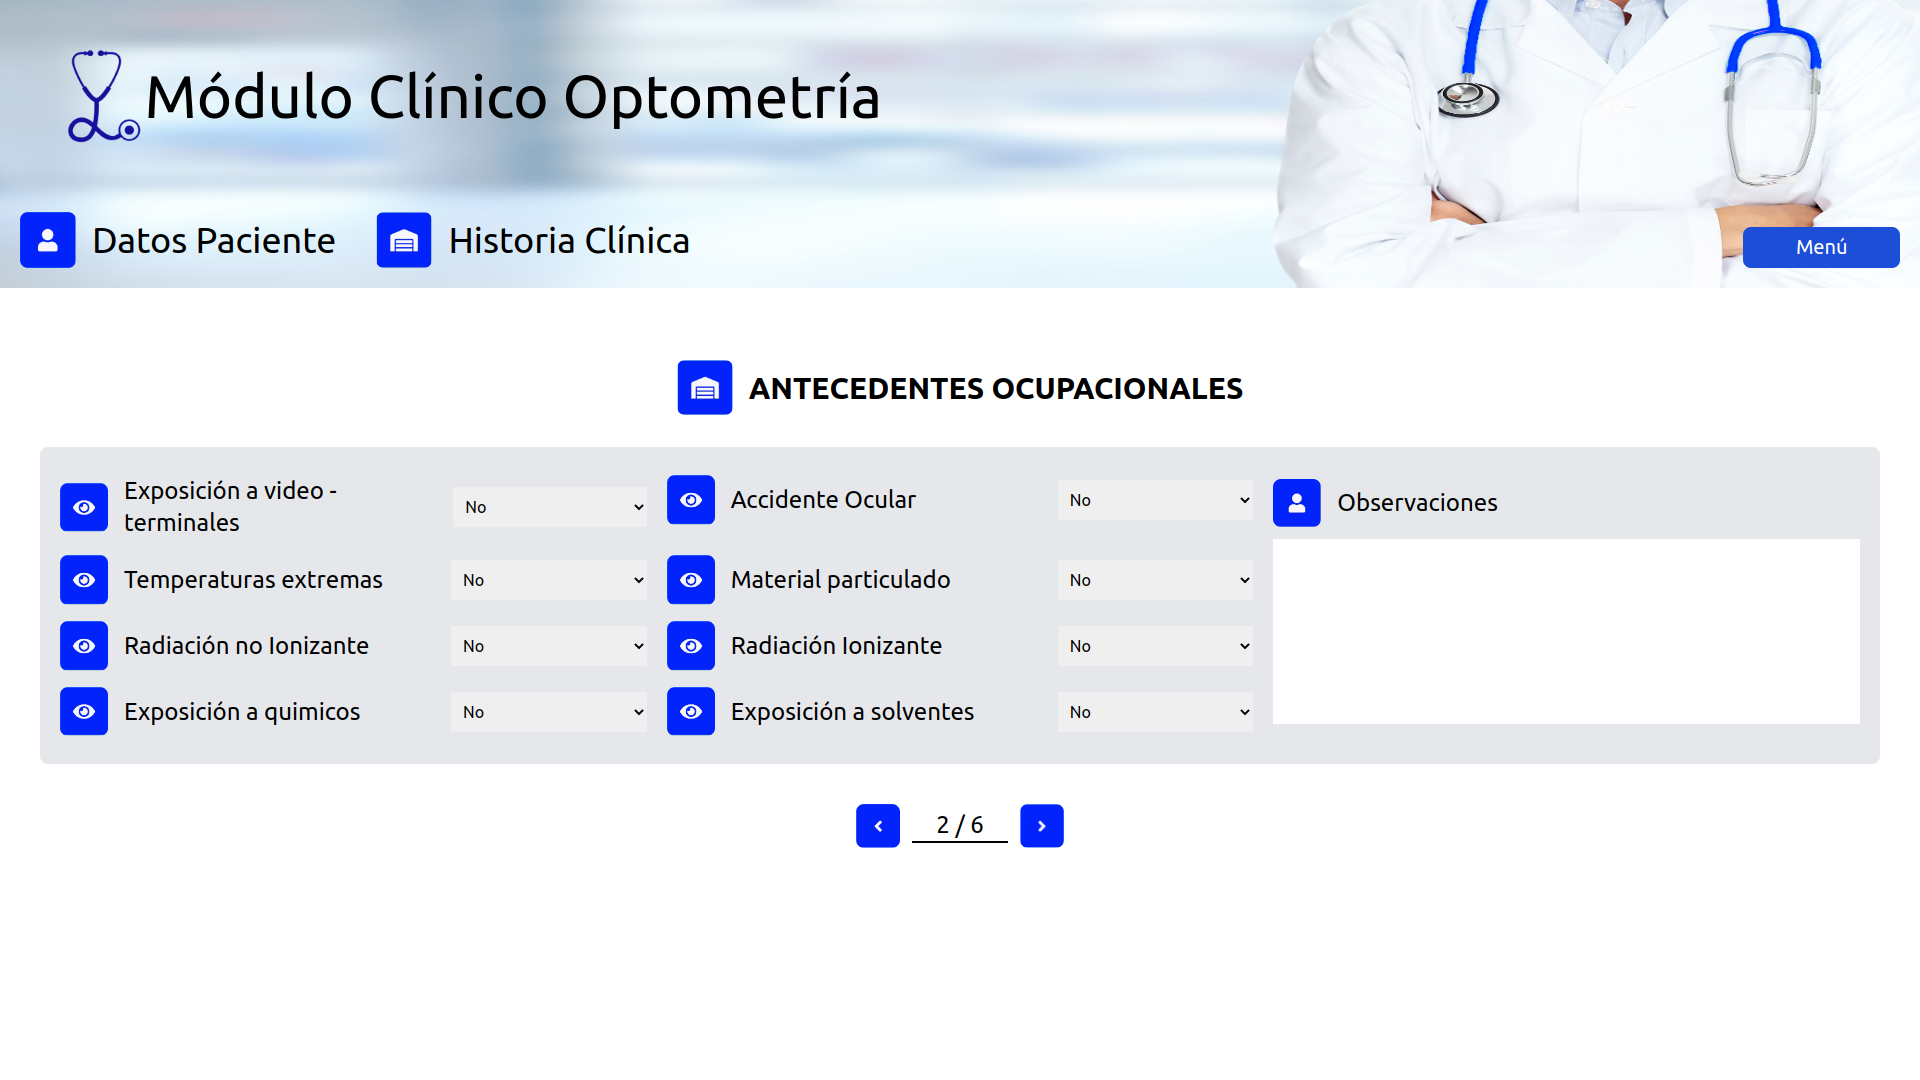 Módulo Clínico Optometría
Datos Paciente
Historia Clínica
Menú
ANTECEDENTES OCUPACIONALES
Exposición a video -
terminales
No
Accidente Ocular
No
Observaciones
Temperaturas extremas
No
Material particulado
No
Radiación no Ionizante
No
Radiación Ionizante
No
Exposición a quimicos
No
Exposición a solventes
No
2 / 6